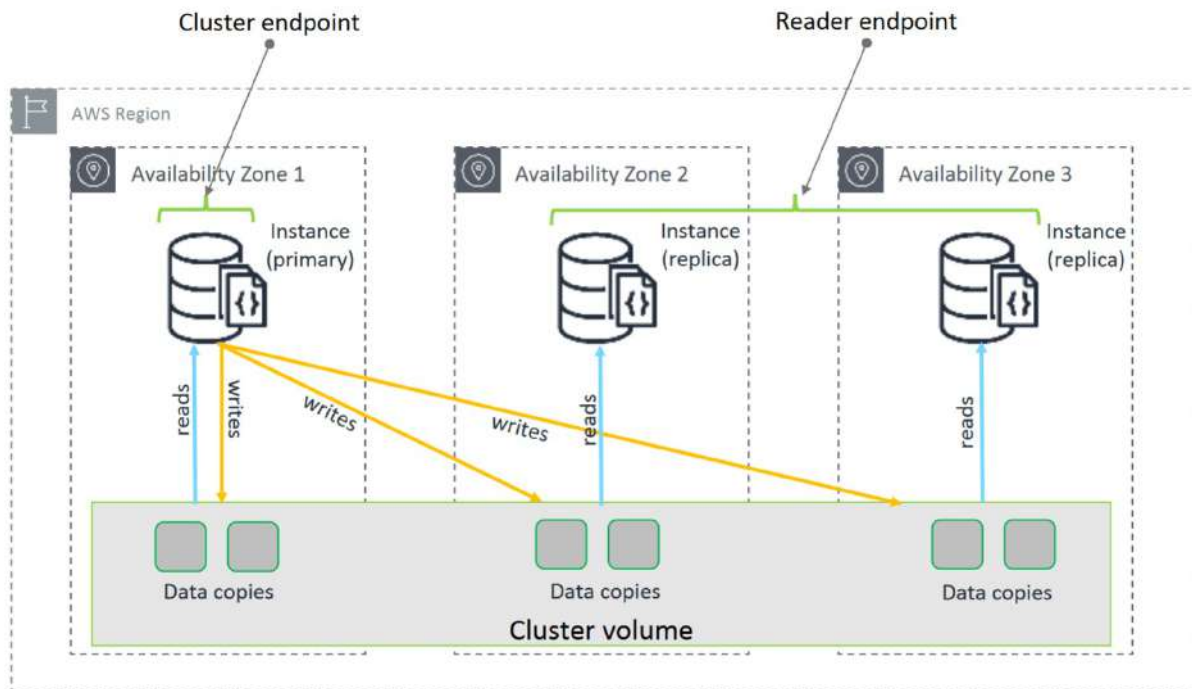 Cluster endpoint
Reader endpoint
AWS Region
Availability Zone 1
Availability Zone 2
Availability Zone 3
Instance
(primary)
Instance
(replica)
Instance
(replica)
reads
writes
writes
writes
reads
reads
Data copies
Data copies
Data copies
Cluster volume